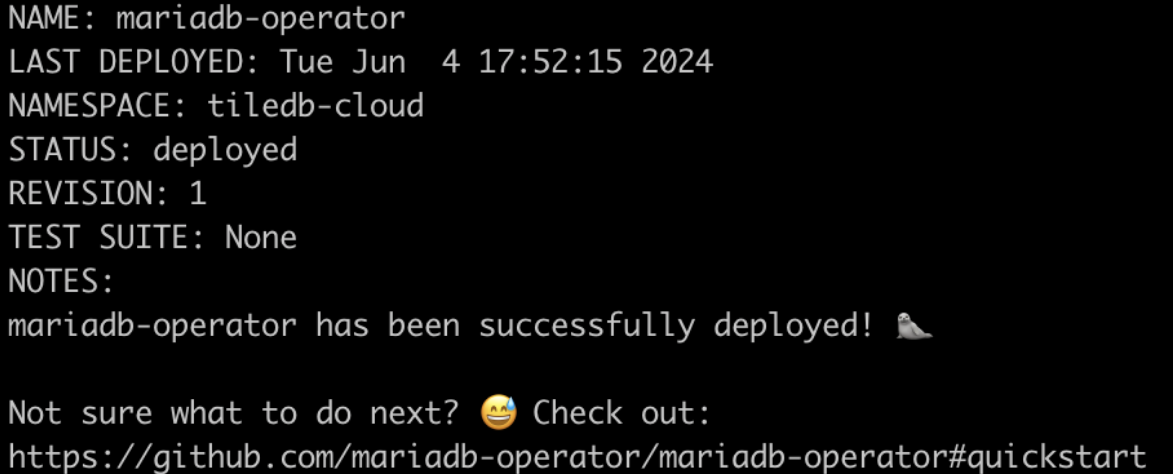 NAME: mariadb-operator
LAST DEPLOYED: Tue Jun  4 17:52:15 2024
NAMESPACE: tiledb-cloud
STATUS: deployed
REVISION: 1
TEST SUITE: None
NOTES:
mariadb-operator has been successfully deployed! 🦭
Not sure what to do next? 😅 Check out:
https://github.com/mariadb-operator/mariadb-operator#quickstart